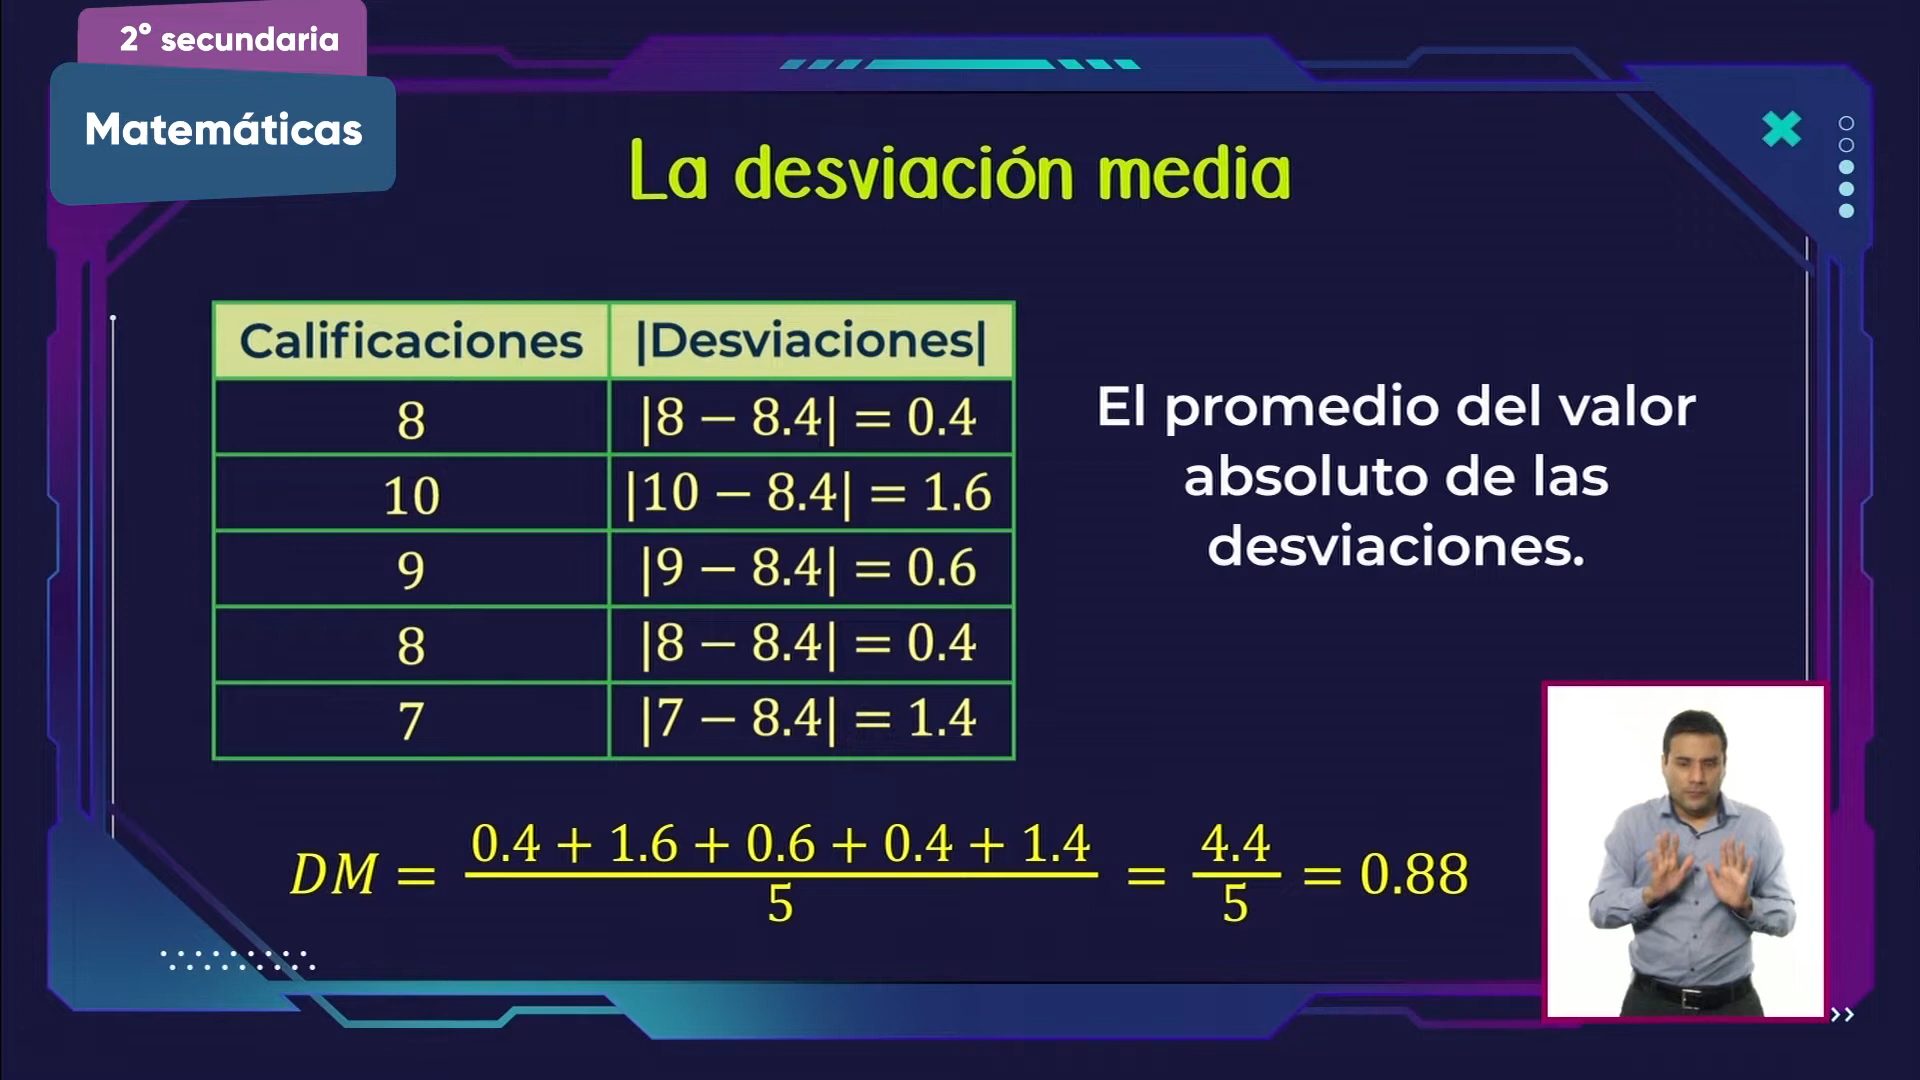 2° secundaria
Matemáticas
La desviación media
Calificaciones |Desviaciones|
8 |8 − 8.4| = 0.4
10 |10 − 8.4| = 1.6
9 |9 − 8.4| = 0.6
8 |8 − 8.4| = 0.4
7 |7 − 8.4| = 1.4
El promedio del valor
absoluto de las
desviaciones.
DM = (0.4 + 1.6 + 0.6 + 0.4 + 1.4)/5 = 4.4/5 = 0.88